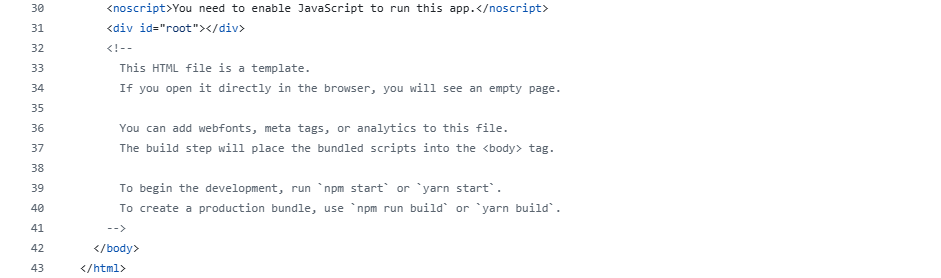 30 <noscript>You need to enable JavaScript to run this app.</noscript>
31 <div id="root"></div>
32 <!--
33 This HTML file is a template.
34 If you open it directly in the browser, you will see an empty page.
35
36 You can add webfonts, meta tags, or analytics to this file.
37 The build step will place the bundled scripts into the <body> tag.
38
39 To begin the development, run `npm start` or `yarn start`.
40 To create a production bundle, use `npm run build` or `yarn build`.
41 -->
42 </body>
43 </html>